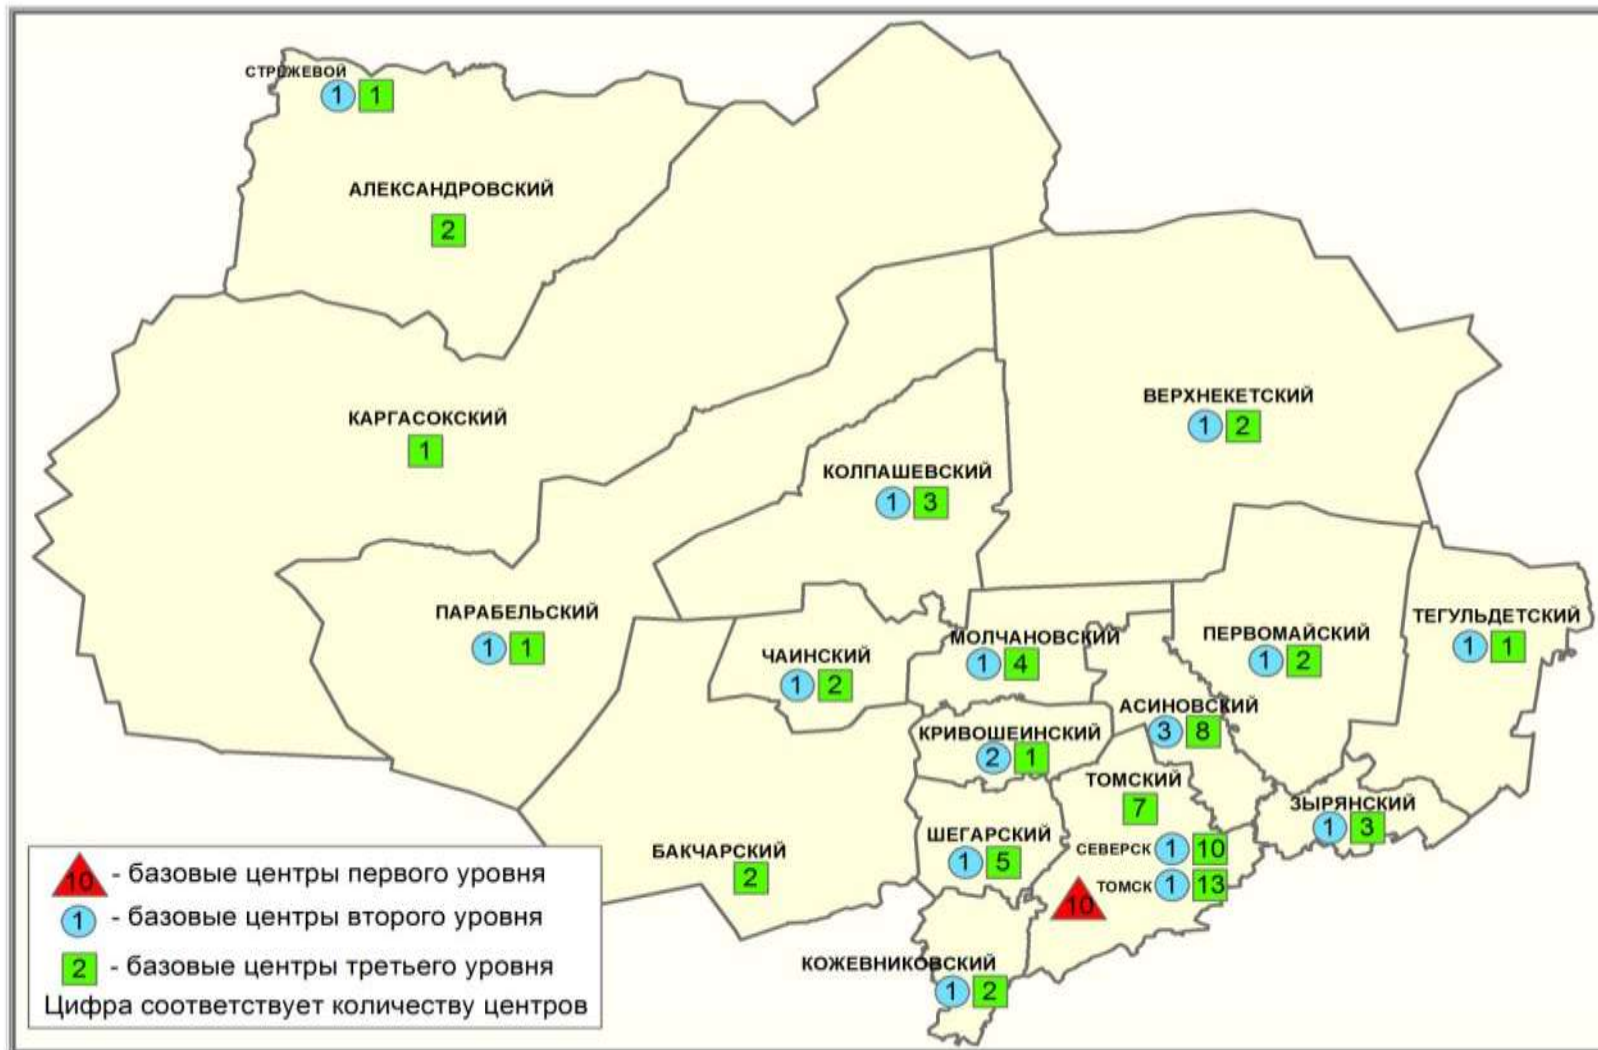 СТРЕЖЕВОЙ
1 1
АЛЕКСАНДРОВСКИЙ
2
КАРГАСОКСКИЙ
1
ВЕРХНЕКЕТСКИЙ
1 2
КОЛПАШЕВСКИЙ
1 3
ПАРАБЕЛЬСКИЙ
1 1
ЧАИНСКИЙ
1 2
МОЛЧАНОВСКИЙ
1 4
ПЕРВОМАЙСКИЙ
1 2
ТЕГУЛЬДЕТСКИЙ
1 1
АСИНОВСКИЙ
3 8
КРИВОШЕИНСКИЙ
2 1
ТОМСКИЙ
7
ЗЫРЯНСКИЙ
1 3
ШЕГАРСКИЙ
1 5
БАКЧАРСКИЙ
2
СЕВЕРСК 1 10
ТОМСК 1 13
10
КОЖЕВНИКОВСКИЙ
1 2
10 - базовые центры первого уровня
1 - базовые центры второго уровня
2 - базовые центры третьего уровня
Цифра соответствует количеству центров